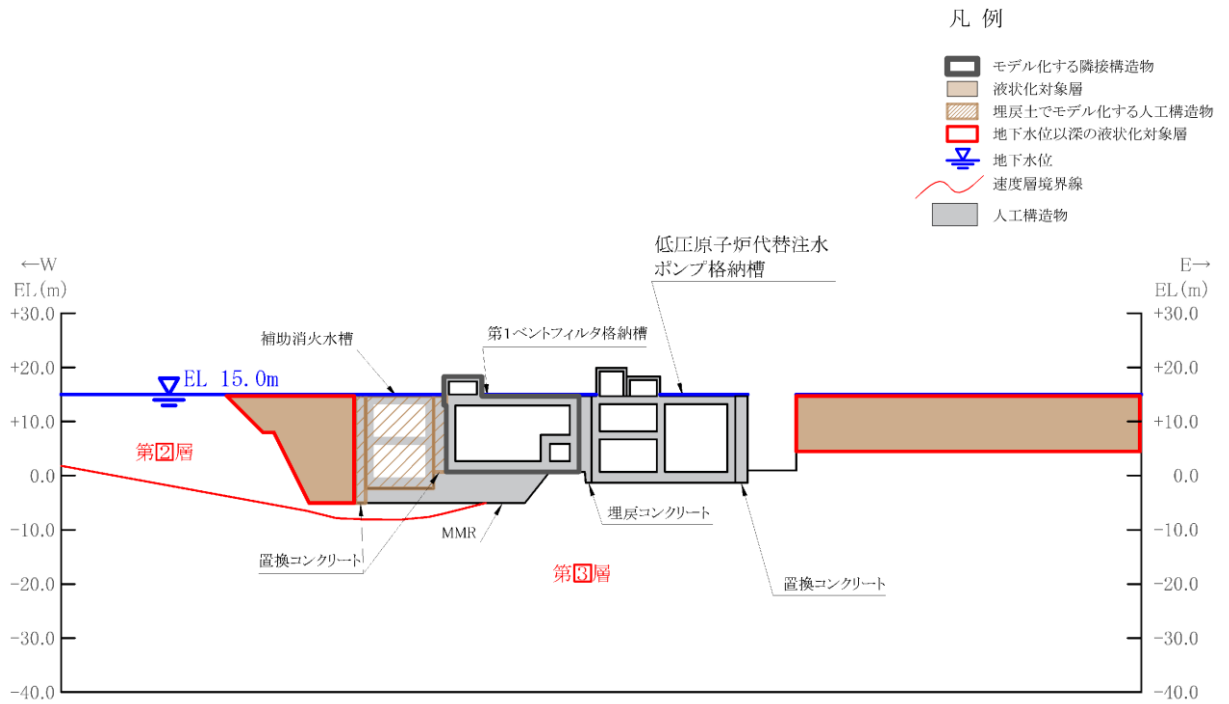 凡 例
モデル化する隣接構造物
液状化対象層
埋戻土でモデル化する人工構造物
地下水位以深の液状化対象層
地下水位
速度層境界線
人工構造物
低圧原子炉代替注水
ポンプ格納槽
←W
EL(m)
E→
EL(m)
+30.0
+20.0
+10.0
0.0
-10.0
-20.0
-30.0
-40.0
補助消火水槽
第1ベントフィルタ格納槽
EL 15.0m
第②層
埋戻コンクリート
MMR
置換コンクリート
第③層
置換コンクリート
+30.0
+20.0
+10.0
0.0
-10.0
-20.0
-30.0
-40.0